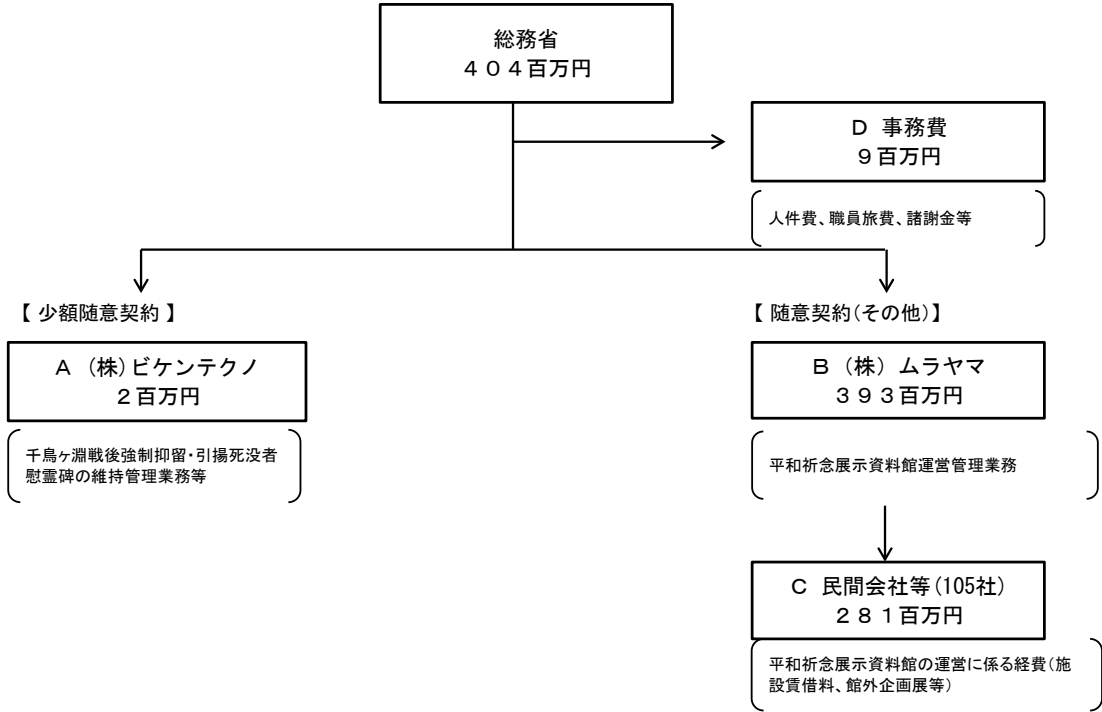 総務省
４０４百万円
Ｄ 事務費
９百万円
人件費、職員旅費、諸謝金等
【 少額随意契約 】
Ａ （株）ビケンテクノ
２百万円
千鳥ヶ淵戦後強制抑留・引揚死没者
慰霊碑の維持管理業務等
【 随意契約（その他）】
Ｂ （株） ムラヤマ
３９３百万円
平和祈念展示資料館運営管理業務
Ｃ 民間会社等（105社）
２８１百万円
平和祈念展示資料館の運営に係る経費（施
設賃借料、館外企画展等）